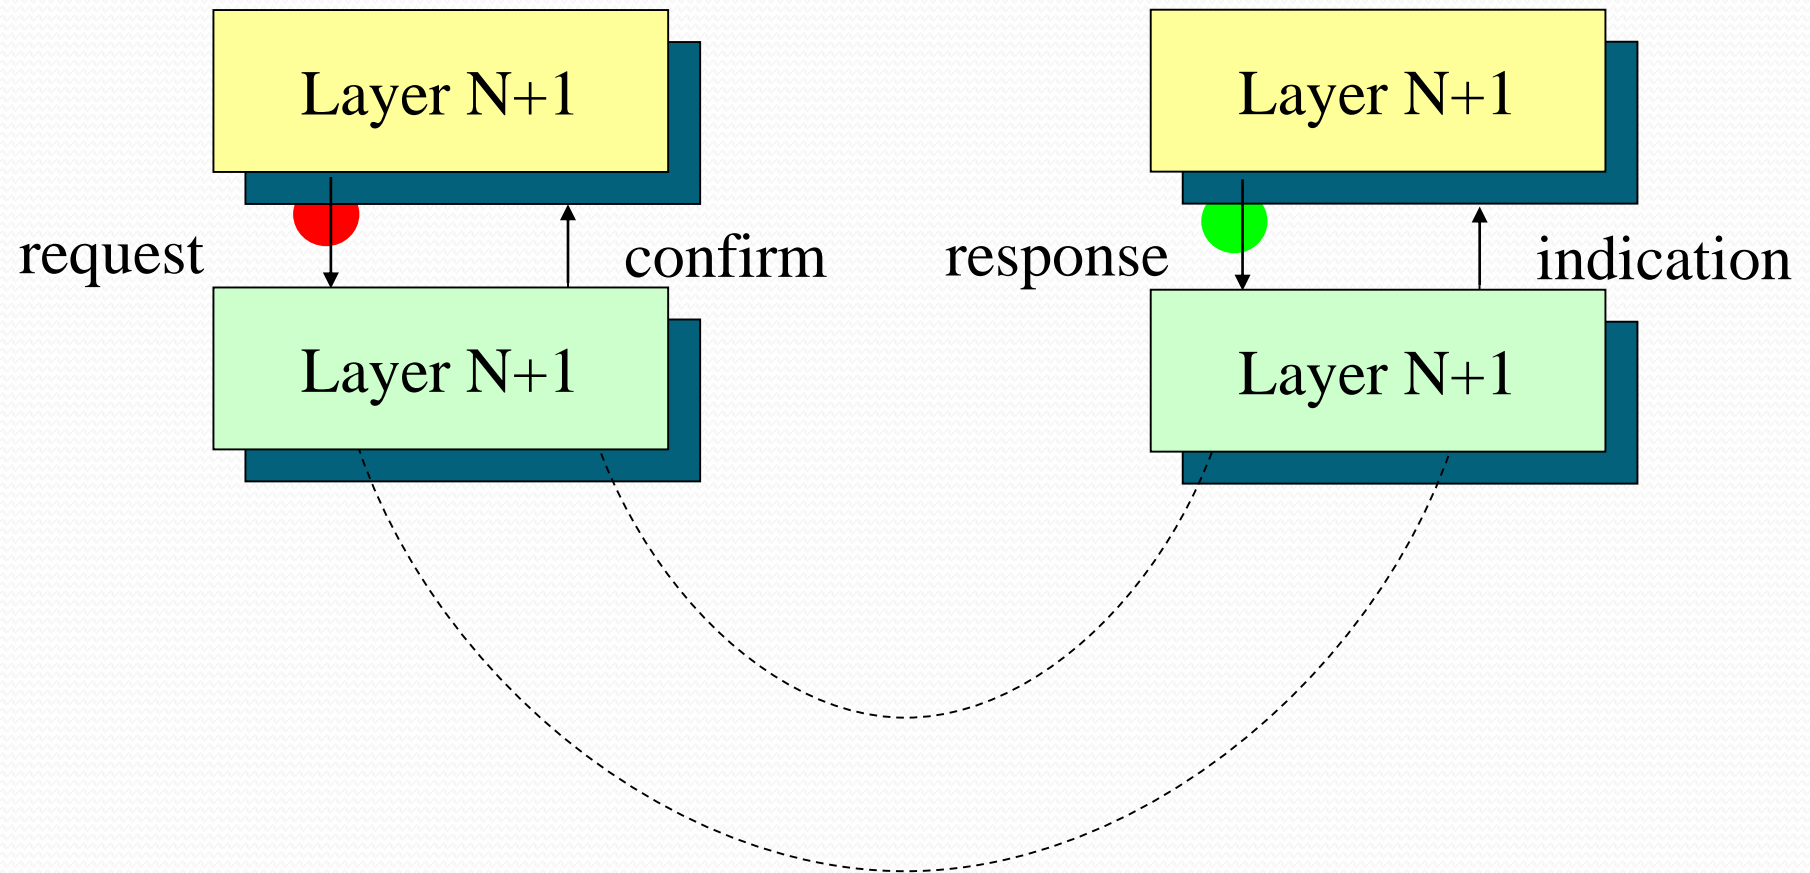 Layer N+1
Layer N+1
request
confirm
response
indication
Layer N+1
Layer N+1